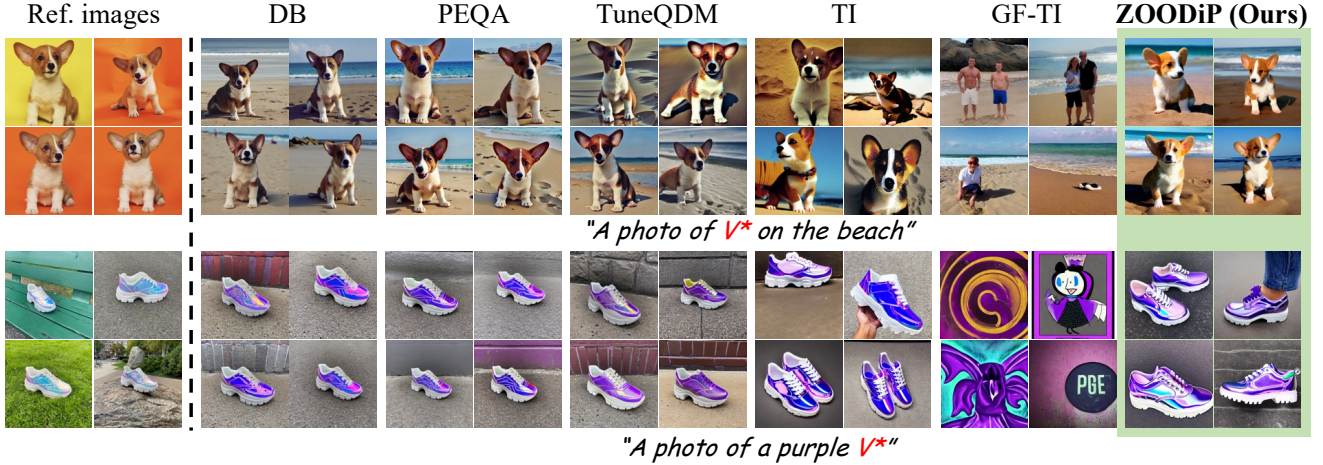 Ref. images DB PEQA TuneQDM TI GF-TI ZOODiP (Ours)
"A photo of V* on the beach"
PBE
"A photo of a purple V*"